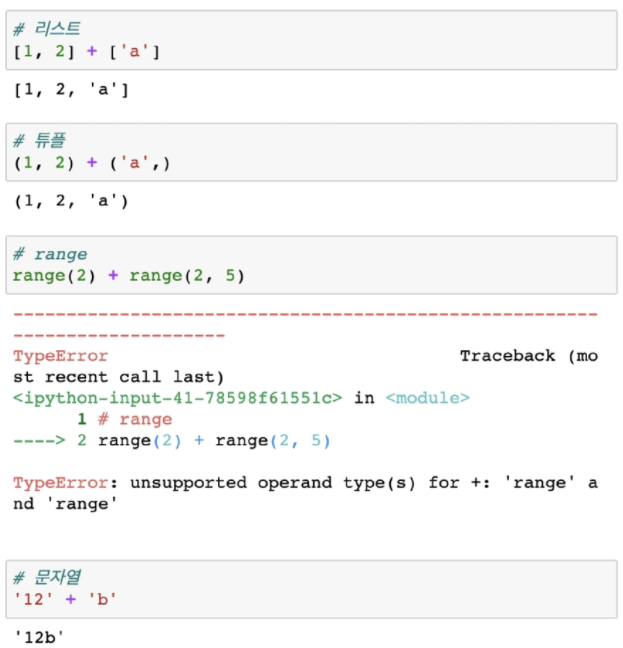 # 리스트
[1, 2] + ['a']
[1, 2, 'a']
# 튜플
(1, 2) + ('a',)
(1, 2, 'a')
# range
range(2) + range(2, 5)
---------------------------------------------------------------------------
TypeError                                 Traceback (mo
st recent call last)
<ipython-input-41-78598f61551c> in <module>
      1 # range
----> 2 range(2) + range(2, 5)
TypeError: unsupported operand type(s) for +: 'range' a
nd 'range'
# 문자열
'12' + 'b'
'12b'